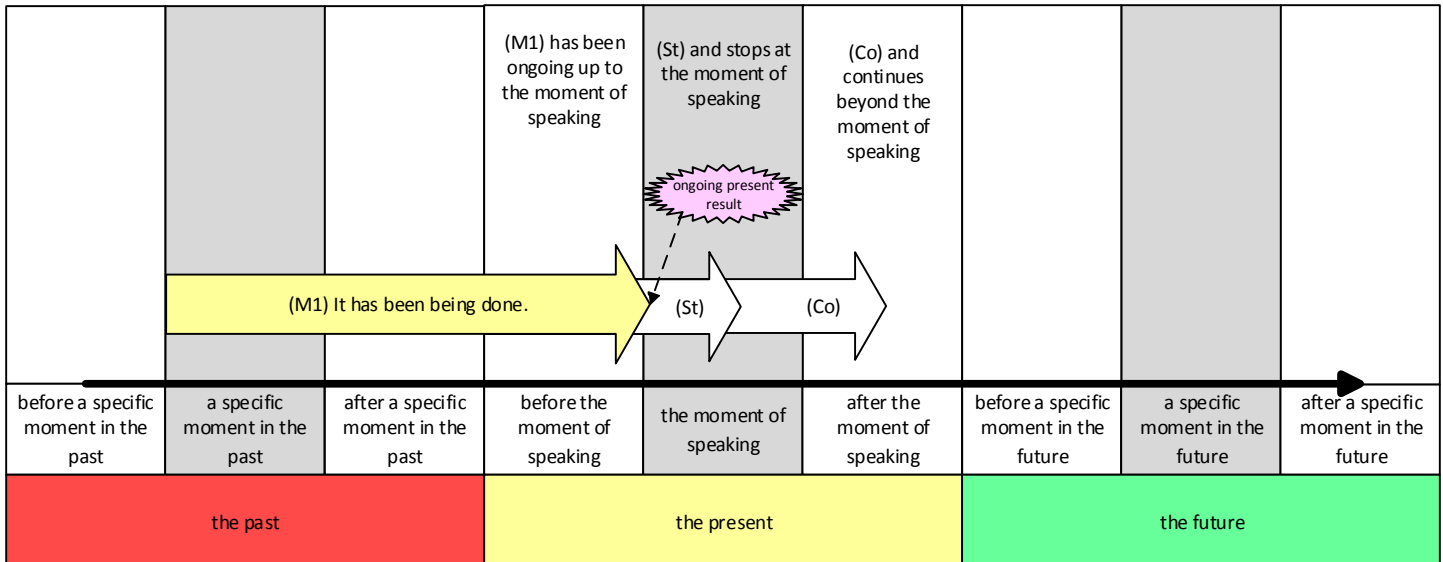 (M1) has been
ongoing up to
the moment of
speaking
(St) and stops at
the moment of
speaking
(Co) and
continues
beyond the
moment of
speaking
ongoing present
result
(M1) It has been being done.
(St)
(Co)
before a specific
moment in the
past
a specific
moment in the
past
after a specific
moment in the
past
before the
moment of
speaking
the moment of
speaking
after the
moment of
speaking
before a specific
moment in the
future
a specific
moment in the
future
after a specific
moment in the
future
the past
the present
the future